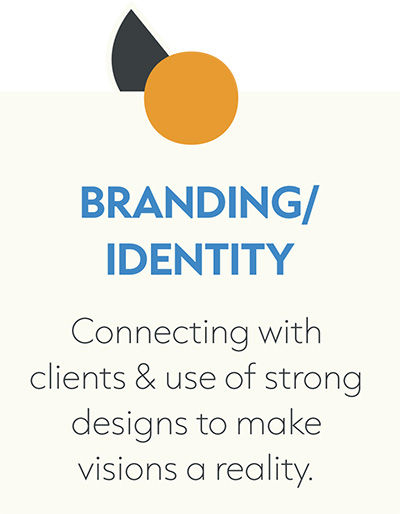 BRANDING/
IDENTITY
Connecting with
clients & use of strong
designs to make
visions a reality.